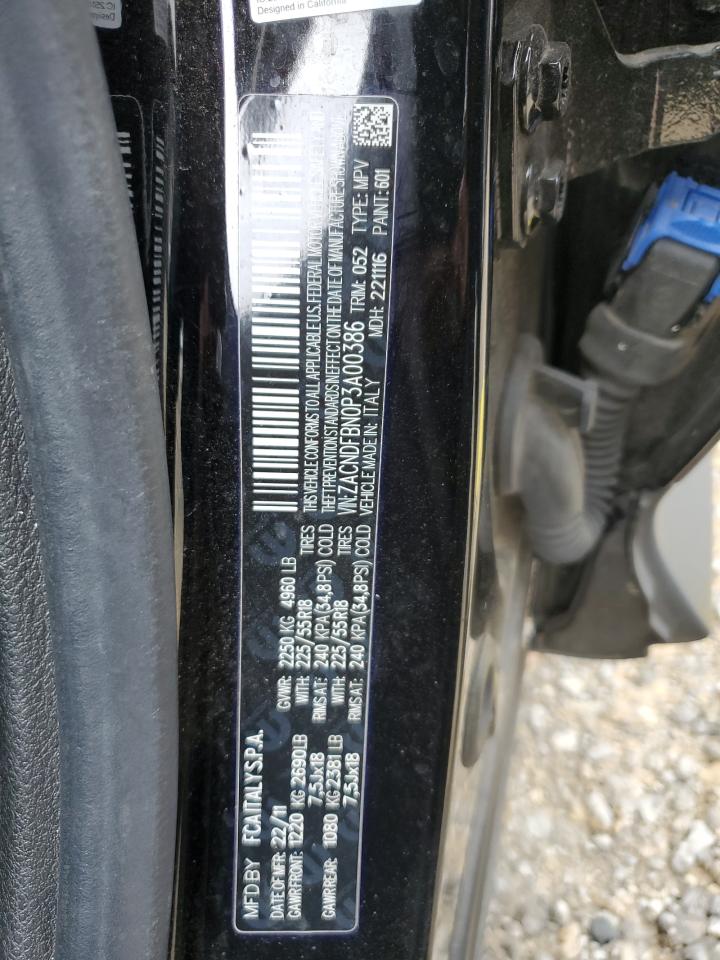 Designed in California
MFD BY FCA ITALY S.P.A.
DATE OF MFR: 22/11 GVWR: 2250 KG 4960 LB
GAWR FRONT: 1220 KG 2690LB WITH: 225/55R18 TIRES
7,5Jx18 RIMS AT: 240 KPA(34,8PSI) COLD
GAWR REAR: 1080 KG 2381 LB WITH: 225/55R18 TIRES
7,5Jx18 RIMS AT: 240 KPA(34,8PSI) COLD
THIS VEHICLE CONFORMS TO ALL APPLICABLE U.S. FEDERAL MOTOR VEHICLE SAFETY AND
THEFT PREVENTION STANDARDS IN EFFECT ON THE DATE OF MANUFACTURE SHOWN ABOVE
VIN: ZACNDFBN0P3A00386 TRIM: 052 TYPE: MPV
VEHICLE MADE IN: ITALY MDH: 221116 PAINT: 601